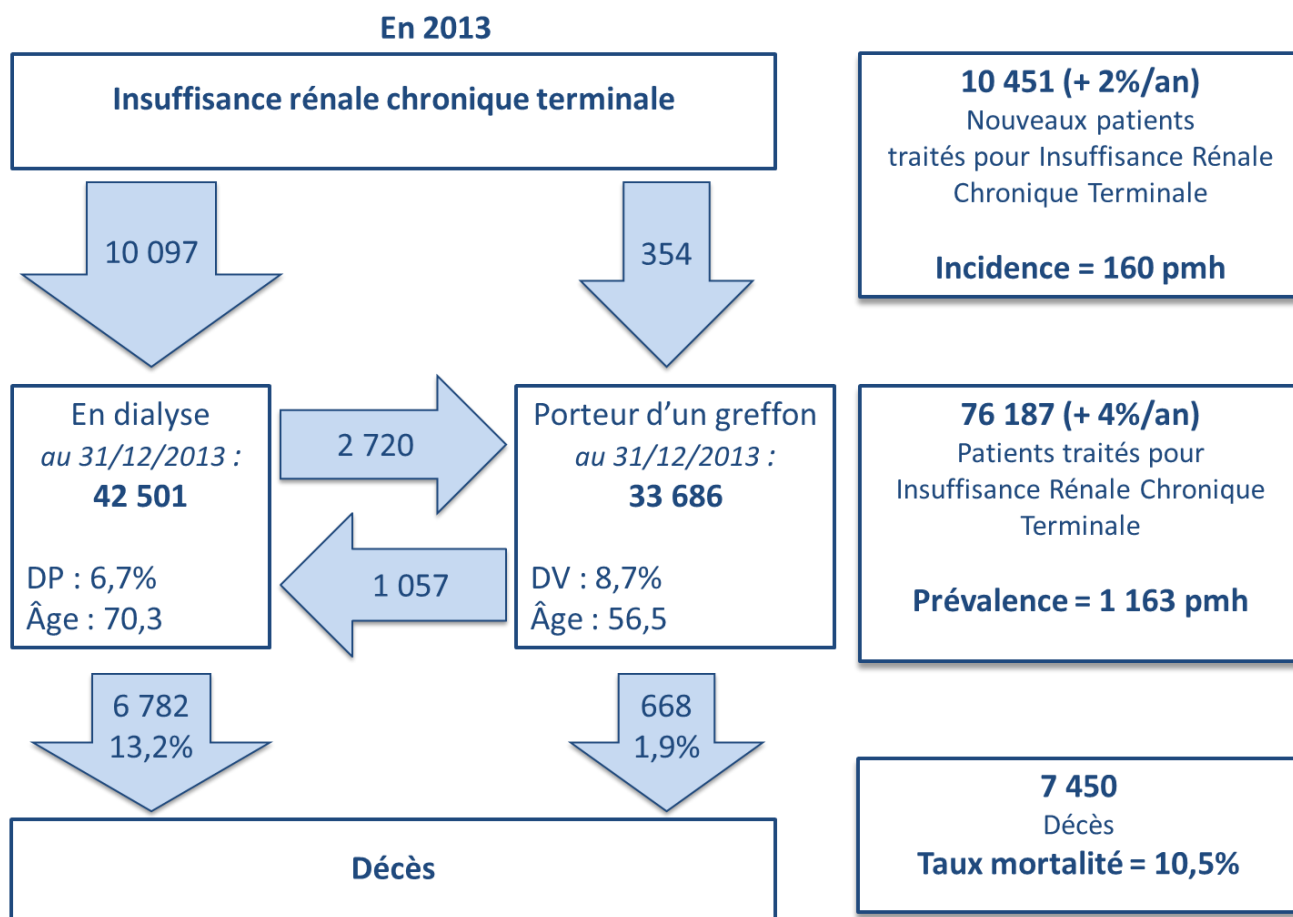 En 2013
Insuffisance rénale chronique terminale
10 097
354
10 451 (+ 2%/an)
Nouveaux patients
traités pour Insuffisance Rénale
Chronique Terminale
Incidence = 160 pmh
En dialyse
au 31/12/2013 :
42 501
DP : 6,7%
Âge : 70,3
2 720
1 057
Porteur d’un greffon
au 31/12/2013 :
33 686
DV : 8,7%
Âge : 56,5
76 187 (+ 4%/an)
Patients traités pour
Insuffisance Rénale Chronique
Terminale
Prévalence = 1 163 pmh
6 782
13,2%
668
1,9%
Décès
7 450
Décès
Taux mortalité = 10,5%